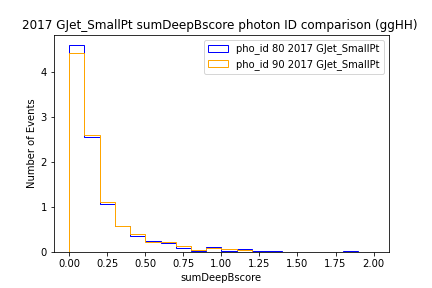 2017 GJet_SmallPt sumDeepBscore photon ID comparison (ggHH)
pho_id 80 2017 GJet_SmallPt
pho_id 90 2017 GJet_SmallPt
Number of Events
4
3
2
1
0
0.00 0.25 0.50 0.75 1.00 1.25 1.50 1.75 2.00
sumDeepBscore